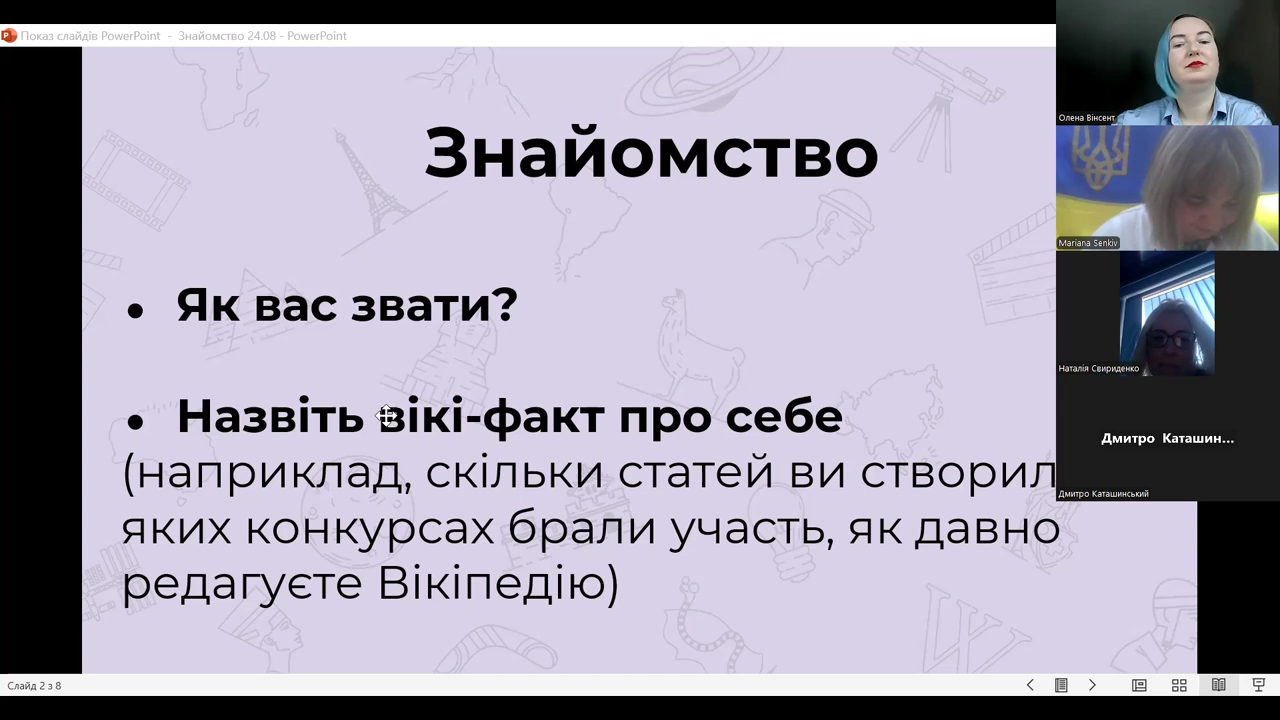 Показ слайдів PowerPoint - Знайомство 24.08 - PowerPoint
Знайомство
• Як вас звати?
• Назвіть вікі-факт про себе
(наприклад, скільки статей ви створил
яких конкурсах брали участь, як давно
редагуєте Вікіпедію)
Слайд 2 з 8
Олена Вінсент
Mariana Senkiv
Наталія Свириденко
Дмитро Каташин...
Дмитро Каташинський